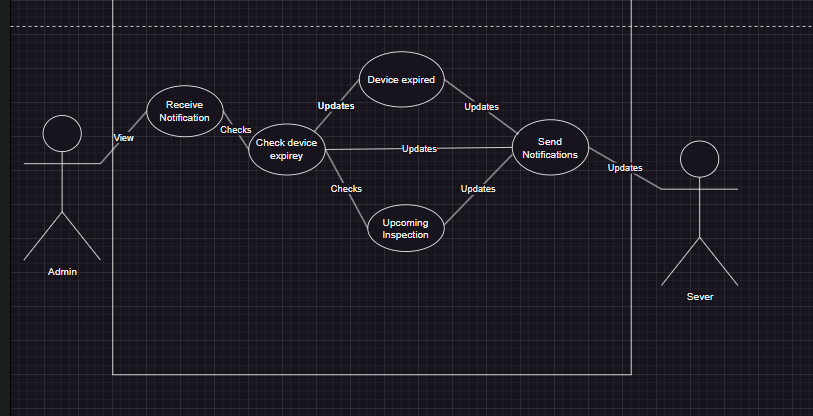 Device expired
Receive
Notification
Updates
Updates
View
Checks
Check device
expirey
Updates
Send
Notifications
Updates
Checks
Updates
Upcoming
Inspection
Admin
Sever